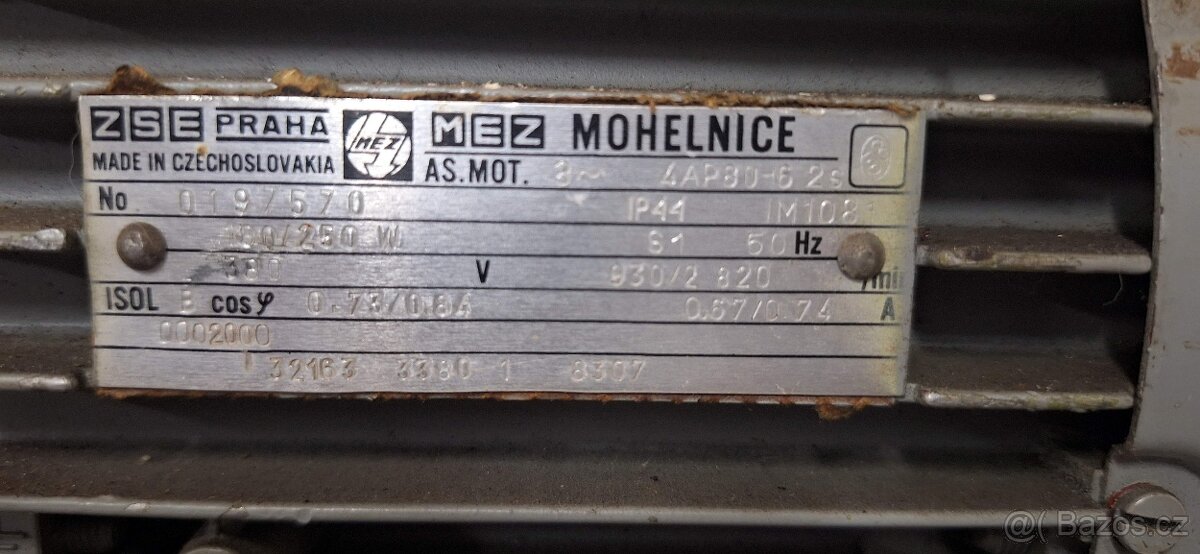 ZSE PRAHA MEZ MEZ MOHELNICE
MADE IN CZECHOSLOVAKIA AS. MOT. 3~ 4AP80-6 2s
No 019/570 IP44 IM1081
/250 W S1 50 Hz
380 V 930/2 820 /min
ISOL B cosφ 0.73/0.84 0.67/0.74 A
0002000
32163 3380 1 8307
@( Bazos.cz